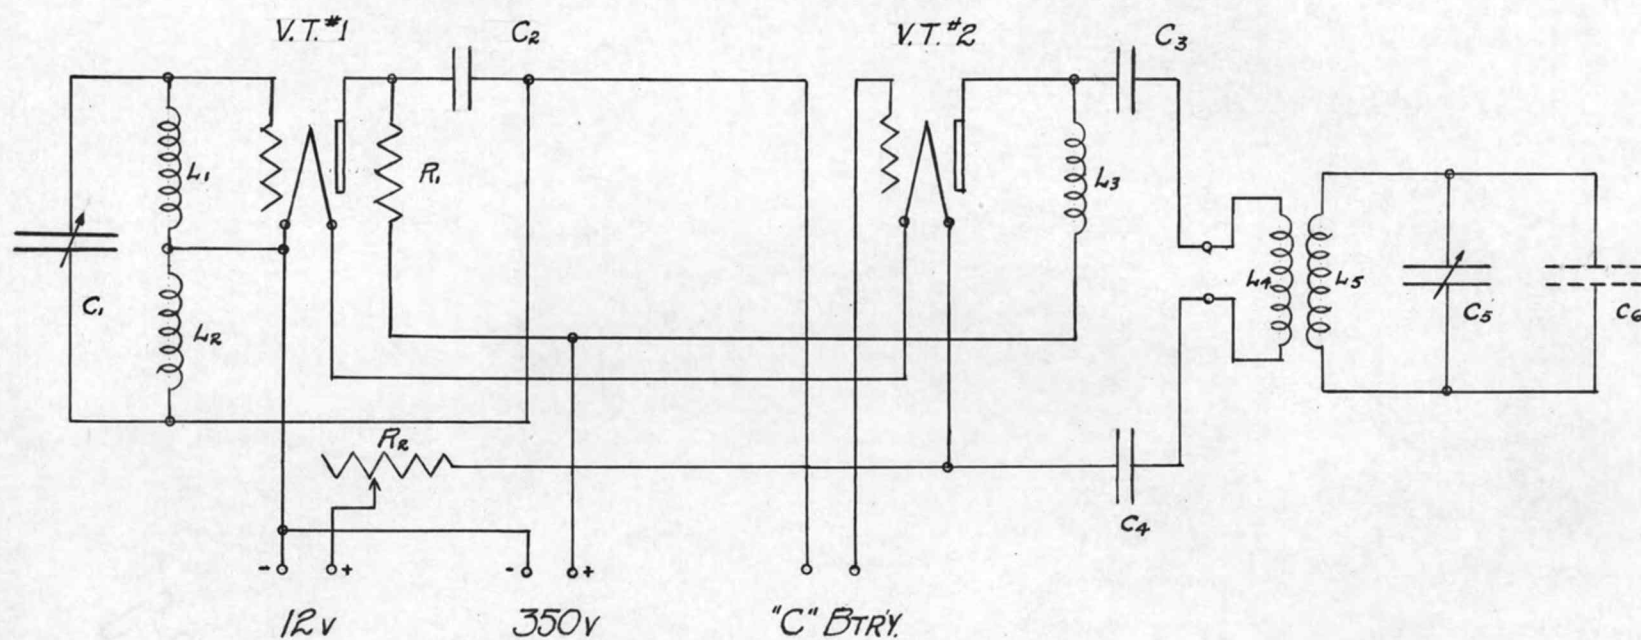 V.T.#1
C2
V.T.#2
C3
L1
R1
L3
C1
L2
L4
L5
C5
C6
R2
C4
- + - +
12V 350V "C" BTRY.